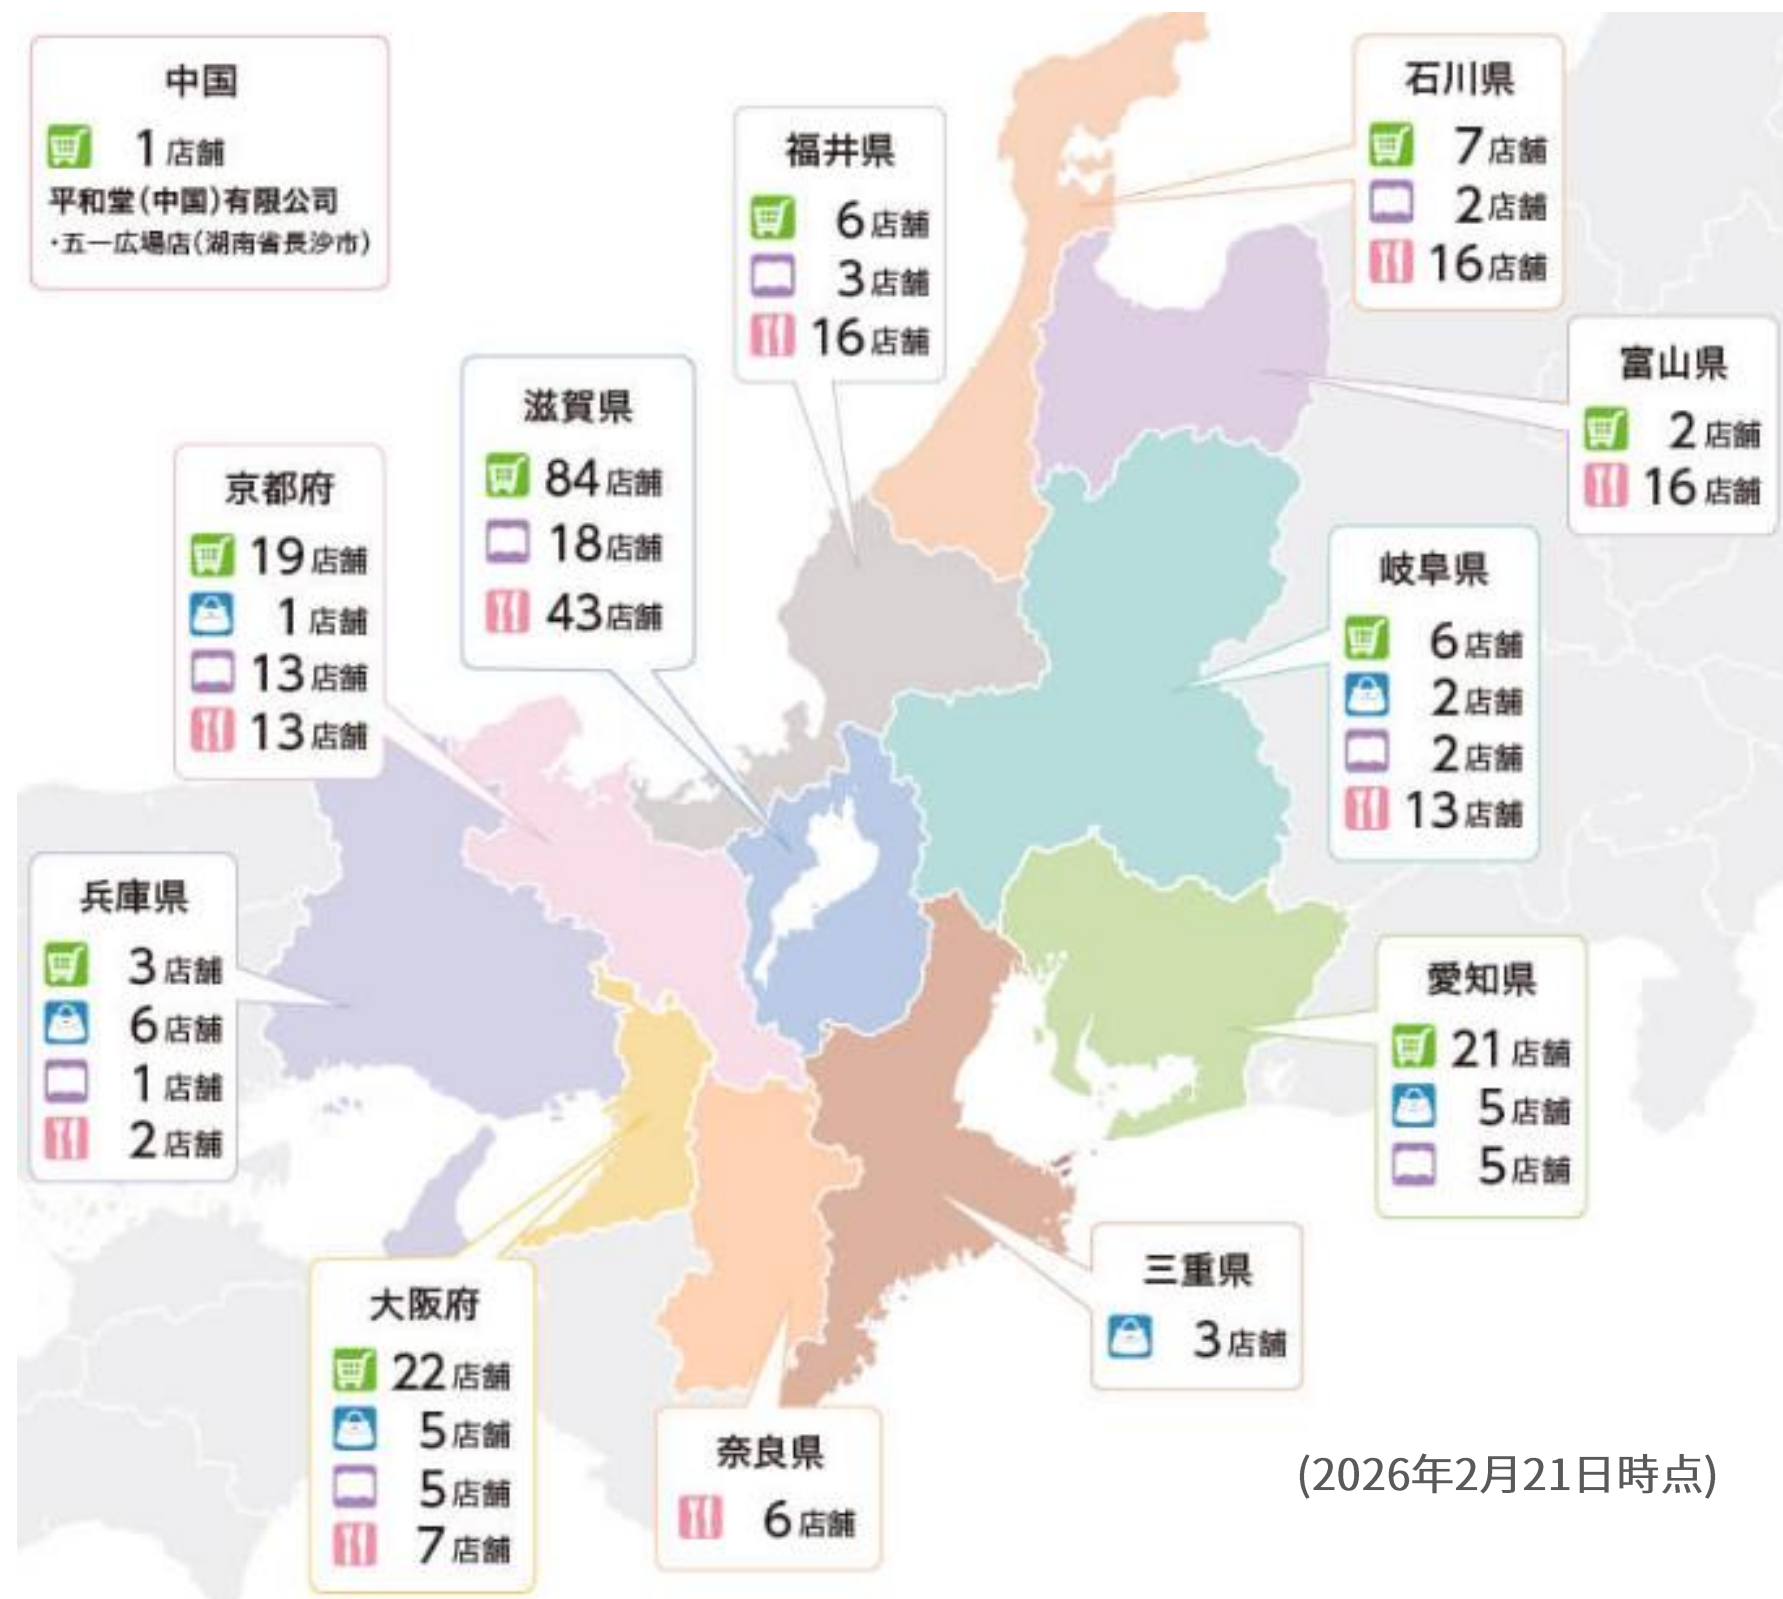 中国
1店舗
平和堂(中国)有限公司
・五一広場店(湖南省長沙市)
石川県
7店舗
2店舗
16店舗
福井県
6店舗
3店舗
16店舗
富山県
2店舗
16店舗
滋賀県
84店舗
18店舗
43店舗
京都府
19店舗
1店舗
13店舗
13店舗
岐阜県
6店舗
2店舗
2店舗
13店舗
兵庫県
3店舗
6店舗
1店舗
2店舗
愛知県
21店舗
5店舗
5店舗
三重県
3店舗
大阪府
22店舗
5店舗
5店舗
7店舗
奈良県
6店舗
(2026年2月21日時点)